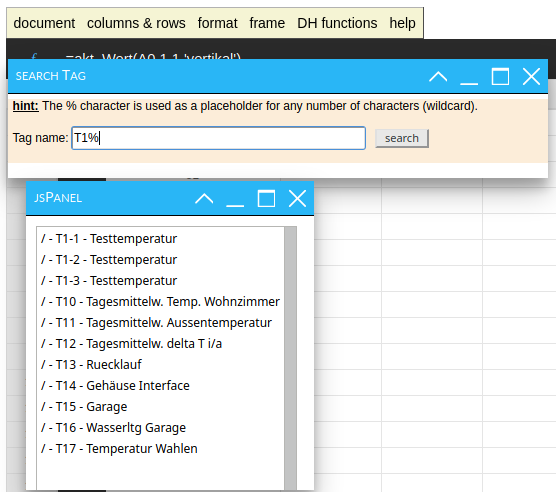 document columns & rows format frame DH functions help
=akt_Wert(A0,1,1,'vertikal')
SEARCH TAG
hint: The % character is used as a placeholder for any number of characters (wildcard).
Tag name: T1% search
JSPANEL
/ - T1-1 - Testtemperatur
/ - T1-2 - Testtemperatur
/ - T1-3 - Testtemperatur
/ - T10 - Tagesmittelw. Temp. Wohnzimmer
/ - T11 - Tagesmittelw. Aussentemperatur
/ - T12 - Tagesmittelw. delta T i/a
/ - T13 - Ruecklauf
/ - T14 - Gehäuse Interface
/ - T15 - Garage
/ - T16 - Wasserltg Garage
/ - T17 - Temperatur Wahlen